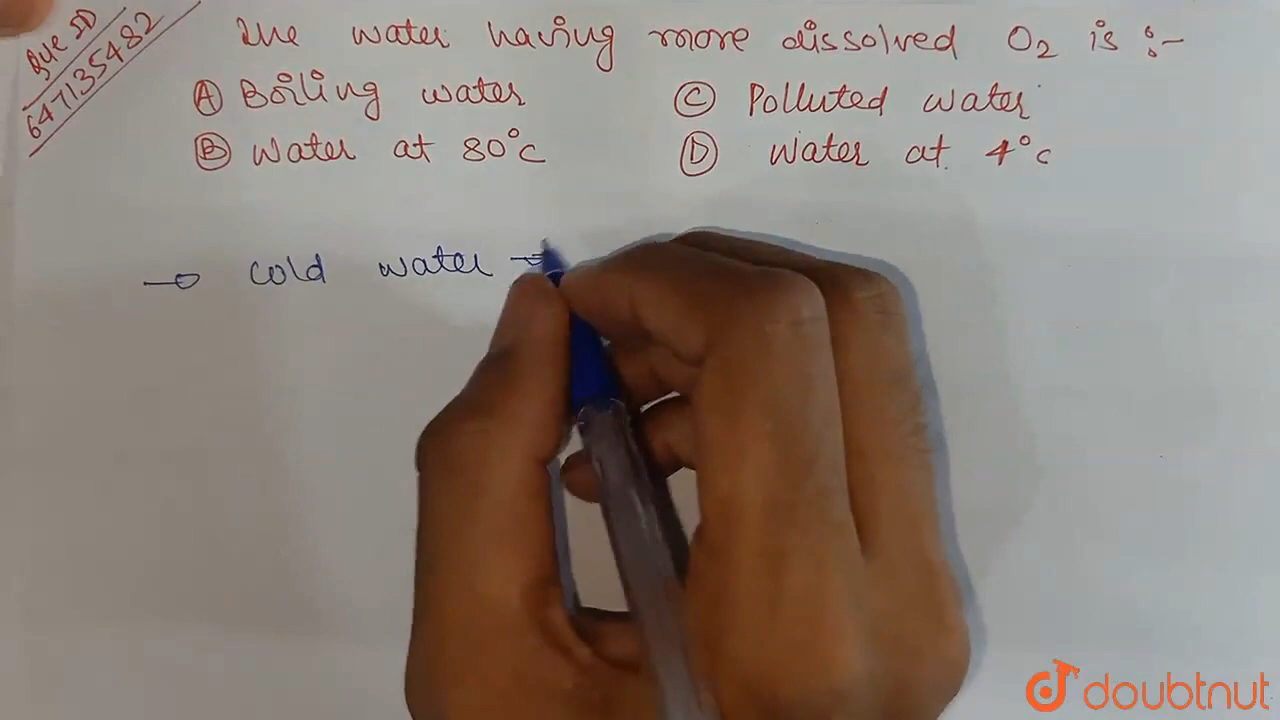 Que ID
647135482
The water having more dissolved O2 is :-
(A) Boiling water
(C) Polluted water
(B) Water at 80°C
(D) Water at 4°C
→ cold water →
doubtnut